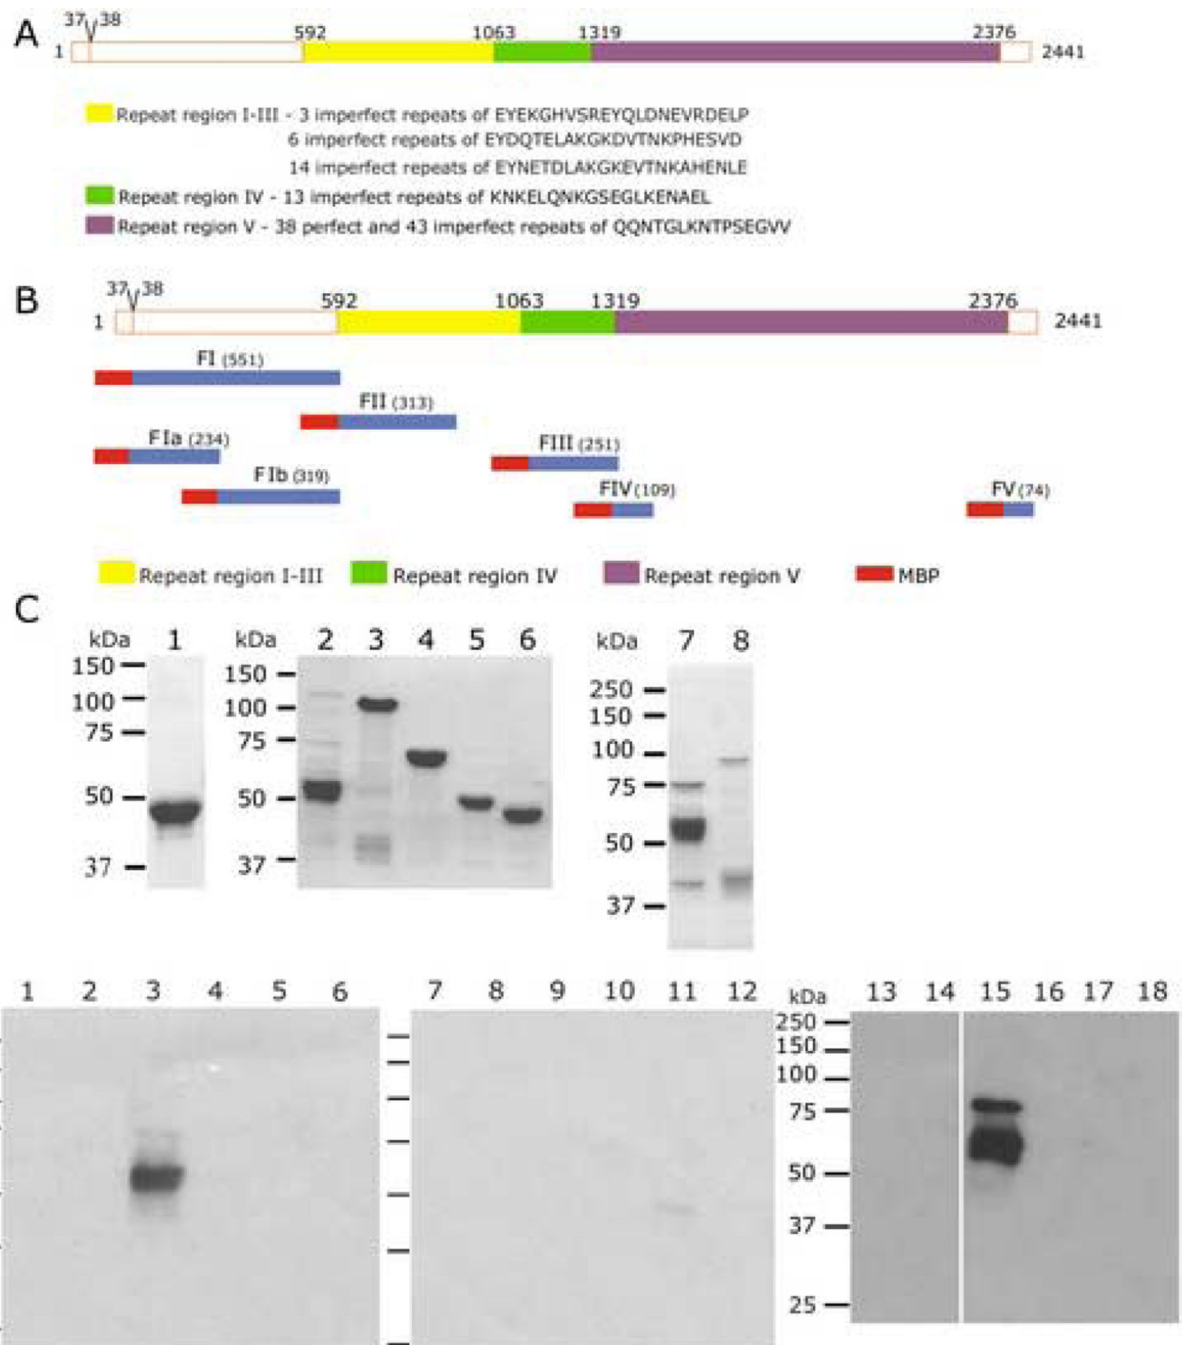 A
37 38
592 1063 1319 2376
1 2441
Repeat region I-III - 3 imperfect repeats of EYEKGHVSREYQLDNEVRDELP
6 imperfect repeats of EYDQTELAKGKDVTNKPHESVD
14 imperfect repeats of EYNETDLAKGKEVTNKAHENLE
Repeat region IV - 13 imperfect repeats of KNKELQNKGSEGLKENAEL
Repeat region V - 38 perfect and 43 imperfect repeats of QQNTGLKNTPSEGVV
B
37 38
592 1063 1319 2376
1 2441
FI (551)
FII (313)
FIa (234)
FIII (251)
FIb (319)
FIV(109)
FV(74)
Repeat region I-III Repeat region IV Repeat region V MBP
C
kDa 1
150
100
75
50
37
kDa 2 3 4 5 6
150
100
75
50
37
kDa 7 8
250
150
100
75
50
37
1 2 3 4 5 6
7 8 9 10 11 12
kDa 13 14 15 16 17 18
250
150
100
75
50
37
25